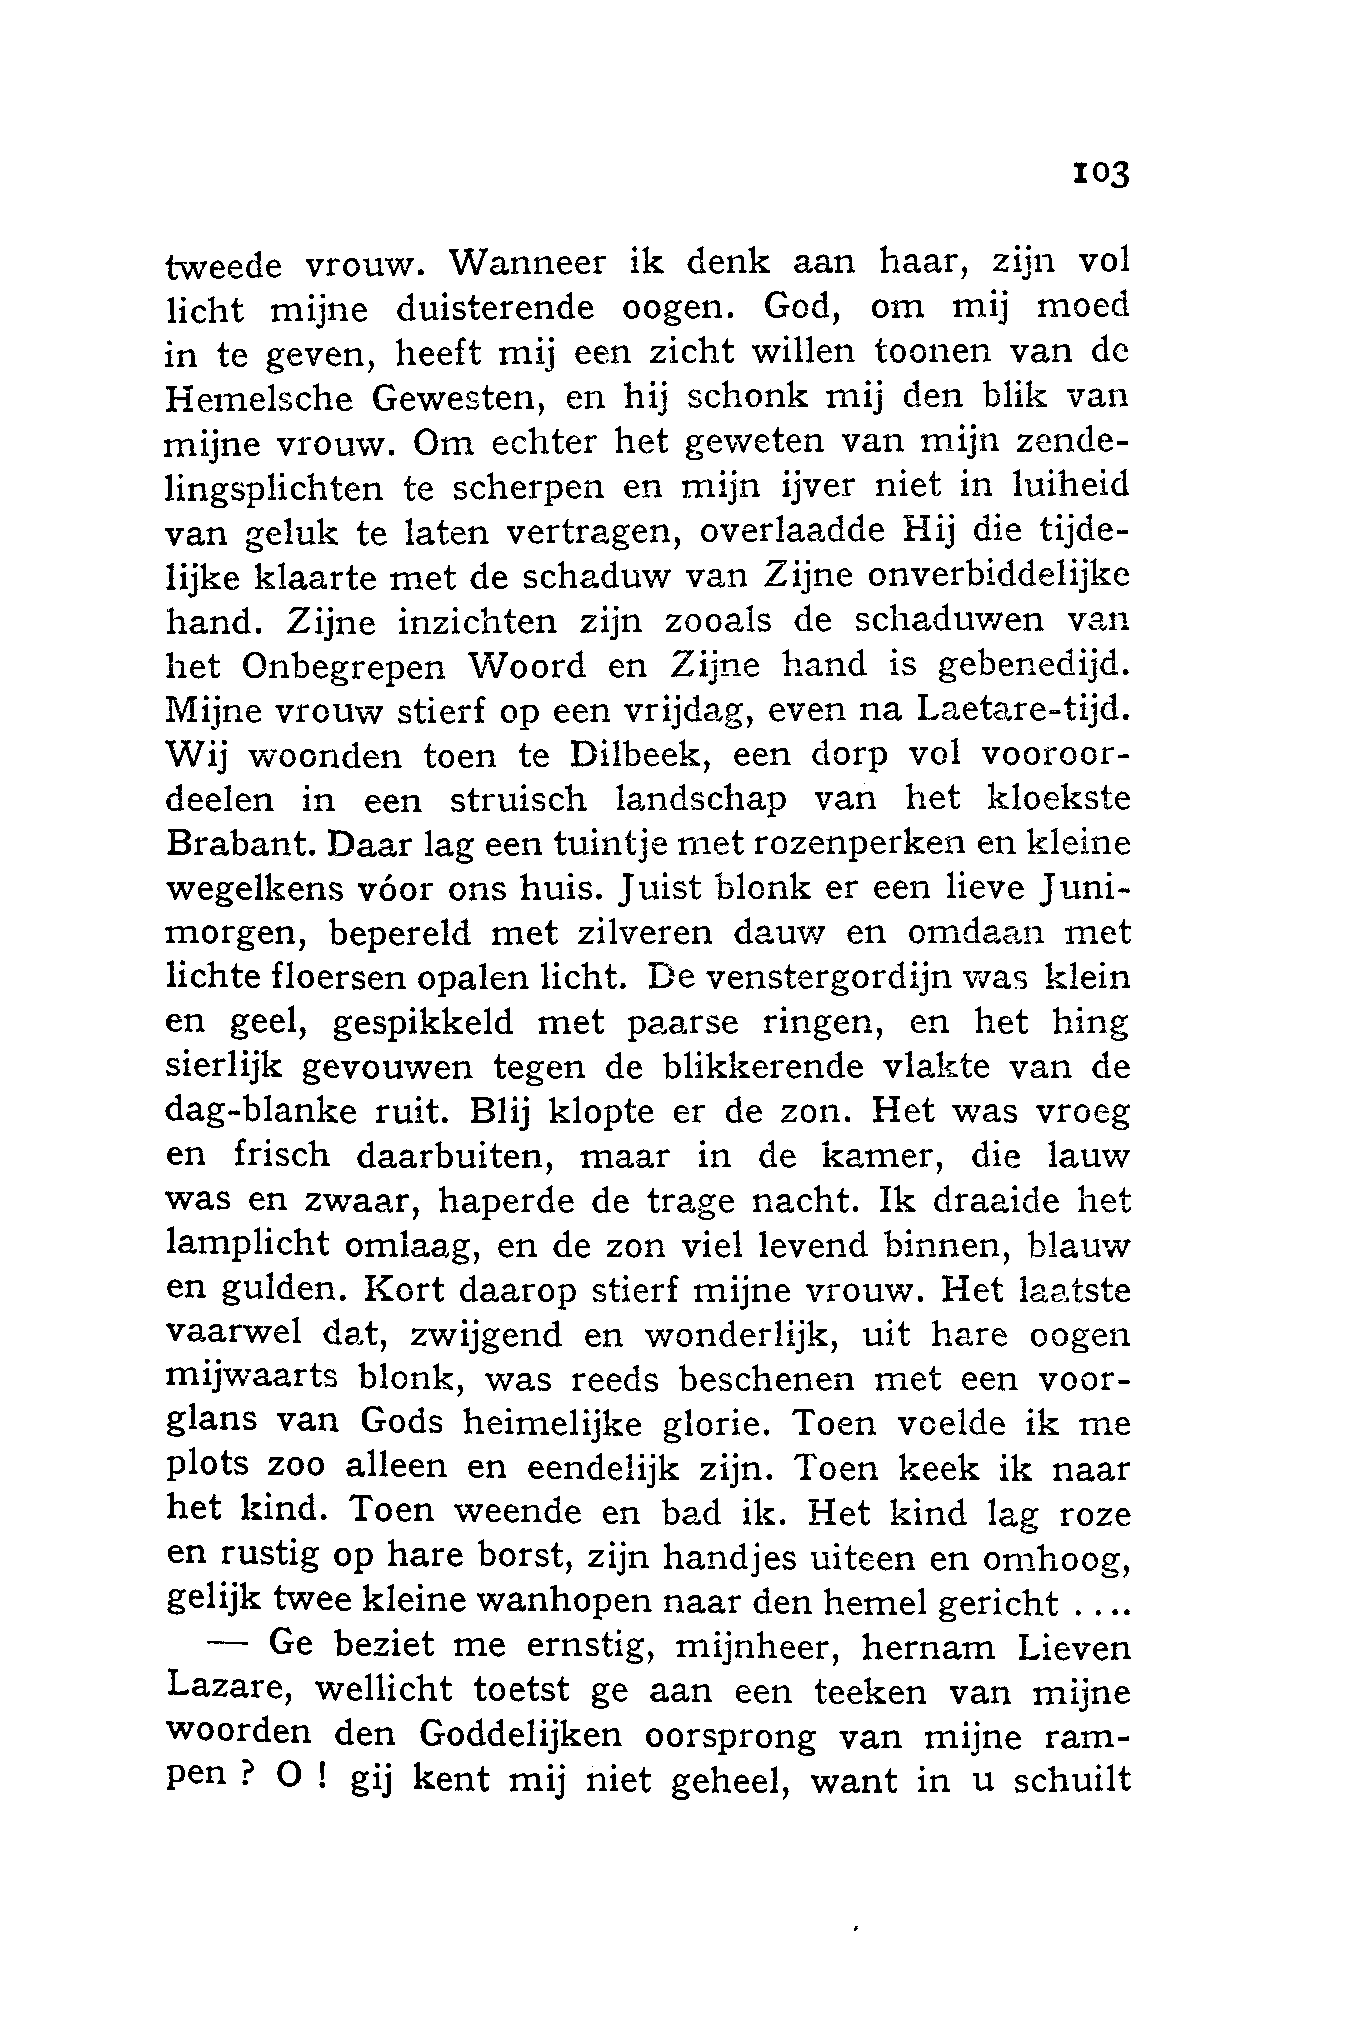 103
tweede vrouw. Wanneer ik denk aan haar, zijn vol
licht mijne duisterende oogen. God, om mij moed
in te geven, heeft mij een zicht willen toonen van de
Hemelsche Gewesten, en hij schonk mij den blik van
mijne vrouw. Om echter het geweten van mijn zende-
lingsplichten te scherpen en mijn ijver niet in luiheid
van geluk te laten vertragen, overlaadde Hij die tijde-
lijke klaarte met de schaduw van Zijne onverbiddelijke
hand. Zijne inzichten zijn zooals de schaduwen van
het Onbegrepen Woord en Zijne hand is gebenedijd.
Mijne vrouw stierf op een vrijdag, even na Laetare-tijd.
Wij woonden toen te Dilbeek, een dorp vol vooroor-
deelen in een struisch landschap van het kloekste
Brabant. Daar lag een tuintje met rozenperken en kleine
wegelkens vóor ons huis. Juist blonk er een lieve Juni-
morgen, bepereld met zilveren dauw en omdaan met
lichte floersen opalen licht. De venstergordijn was klein
en geel, gespikkeld met paarse ringen, en het hing
sierlijk gevouwen tegen de blikkerende vlakte van de
dag-blanke ruit. Blij klopte er de zon. Het was vroeg
en frisch daarbuiten, maar in de kamer, die lauw
was en zwaar, haperde de trage nacht. Ik draaide het
lamplicht omlaag, en de zon viel levend binnen, blauw
en gulden. Kort daarop stierf mijne vrouw. Het laatste
vaarwel dat, zwijgend en wonderlijk, uit hare oogen
mijwaarts blonk, was reeds beschenen met een voor-
glans van Gods heimelijke glorie. Toen voelde ik me
plots zoo alleen en eendelijk zijn. Toen keek ik naar
het kind. Toen weende en bad ik. Het kind lag roze
en rustig op hare borst, zijn handjes uiteen en omhoog,
gelijk twee kleine wanhopen naar den hemel gericht ....
— Ge beziet me ernstig, mijnheer, hernam Lieven
Lazare, wellicht toetst ge aan een teeken van mijne
woorden den Goddelijken oorsprong van mijne ram-
pen ? O ! gij kent mij niet geheel, want in u schuilt